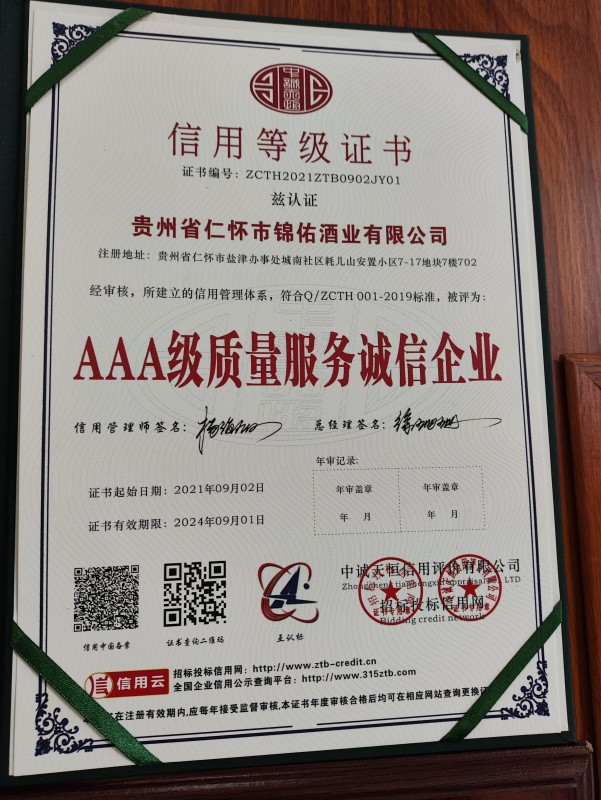 信用等级证书
证书编号：ZCTH2021ZTB0902JY01
兹认证
贵州省仁怀市锦佑酒业有限公司
注册地址：贵州省仁怀市盐津办事处城南社区耗儿山安置小区7-17地块7楼702
经审核，所建立的信用管理体系，符合Q/ZCTH 001-2019标准，被评为：
AAA级质量服务诚信企业
信用管理师签名：
总经理签名：
年审记录：
证书起始日期：2021年09月02日
年审盖章 年审盖章
年 月 年 月
证书有效期限：2024年09月01日
中诚天恒信用评价有限公司
招标投标信用网
Bidding credit network
信用中国备案
证书查询二维码
互认标
信用云
招标投标信用网：http://www.ztb-credit.cn
全国企业信用公示查询平台：http://www.315ztb.com
在注册有效期内,应每年接受监督审核,本证书年度审核合格后均可在相应网站查询更换